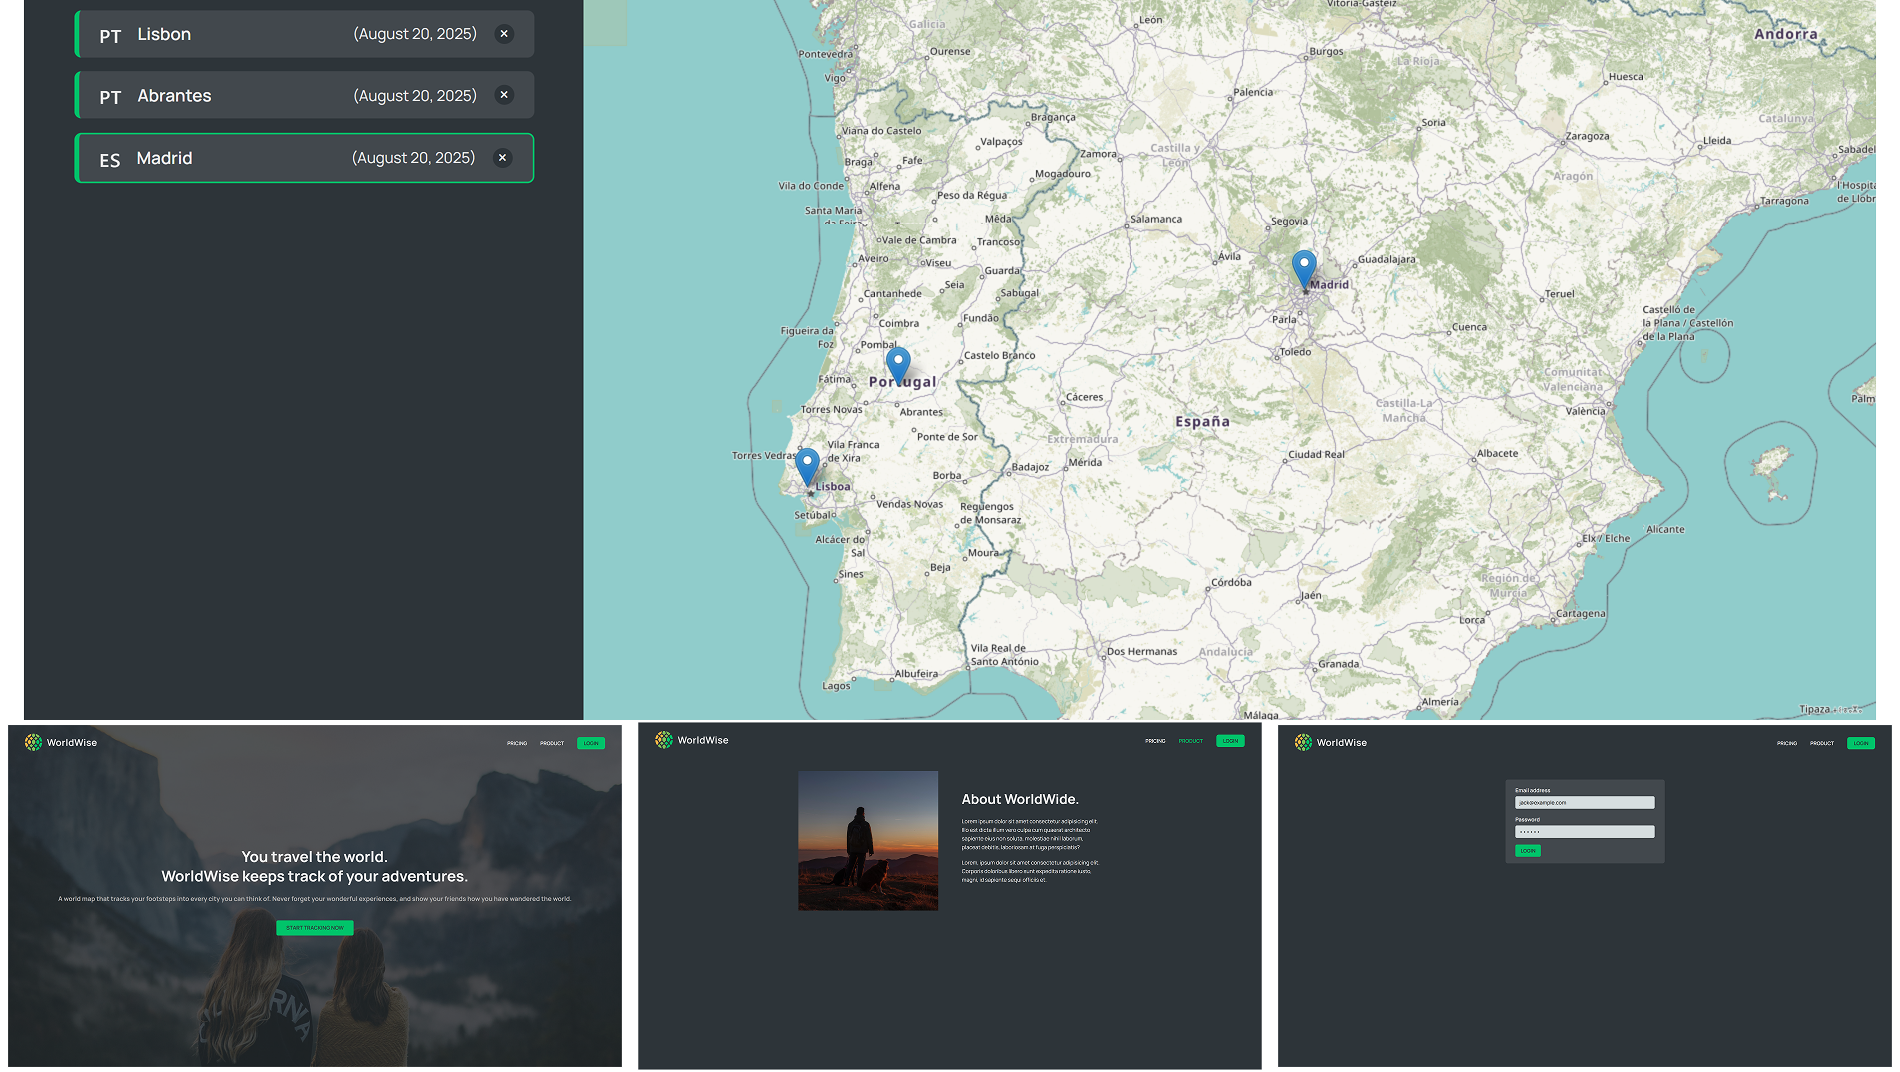 PT Lisbon (August 20, 2025) ×
PT Abrantes (August 20, 2025) ×
ES Madrid (August 20, 2025) ×
Vitoria-Gasteiz
León
Galicia
Andorra
Ourense
Burgos
Pontevedra
La Rioja
Huesca
Vigo
Palencia
Bragança
Soria
Catalunya
Viana do Castelo
Zaragoza
Valpaços
Lleida
Castilla y
León
Zamora
Sabadel
Braga
Fafe
Mogadouro
Aragón
Vila do Conde
Alfena
l'Hospita
de Llobr
Peso da Régua
Tarragona
Santa Maria
da Feira
Mêda
Salamanca
Segovia
Vale de Cambra
Trancoso
Aveiro
Viseu
Ávila
Guadalajara
Guarda
Seia
Madrid
Cantanhede
Sabugal
Teruel
Castelló de
la Plana / Castellón
de la Plana
Coimbra
Fundão
Parla
Figueira da
Foz
Cuenca
Pombal
Castelo Branco
Toledo
Fátima
Portugal
Comunitat
Valenciana
Cáceres
Castilla-La
Mancha
Palm
Torres Novas
Abrantes
València
España
Ponte de Sor
Extremadura
Vila Franca
de Xira
Torres Vedras
Ciudad Real
Albacete
Badajoz
Mérida
Borba
Lisboa
Vendas Novas
Reguengos
de Monsaraz
Setúbal
Alicante
Alcácer do
Sal
Elx / Elche
Moura
Beja
Sines
Córdoba
Región de
Murcia
Jaén
Cartagena
Lorca
Vila Real de
Santo António
Dos Hermanas
Andalucía
Granada
Albufeira
Lagos
Almería
Málaga
Tipaza
WorldWise
PRICING PRODUCT LOGIN
You travel the world.
WorldWise keeps track of your adventures.
A world map that tracks your footsteps into every city you can think of. Never forget your wonderful experiences, and show your friends how you have wandered the world.
START TRACKING NOW
WorldWise
PRICING PRODUCT LOGIN
About WorldWide.
Lorem ipsum dolor sit amet consectetur adipisicing elit.
Illo est dicta illum vero culpa cum quaerat architecto
sapiente eius non soluta, molestiae nihil laborum,
placeat debitis, laboriosam at fuga perspiciatis?
Lorem, ipsum dolor sit amet consectetur adipisicing elit.
Corporis doloribus libero sunt expedita ratione iusto,
magni, id sapiente sequi officiis et.
WorldWise
PRICING PRODUCT LOGIN
Email address
jack@example.com
Password
••••••
LOGIN